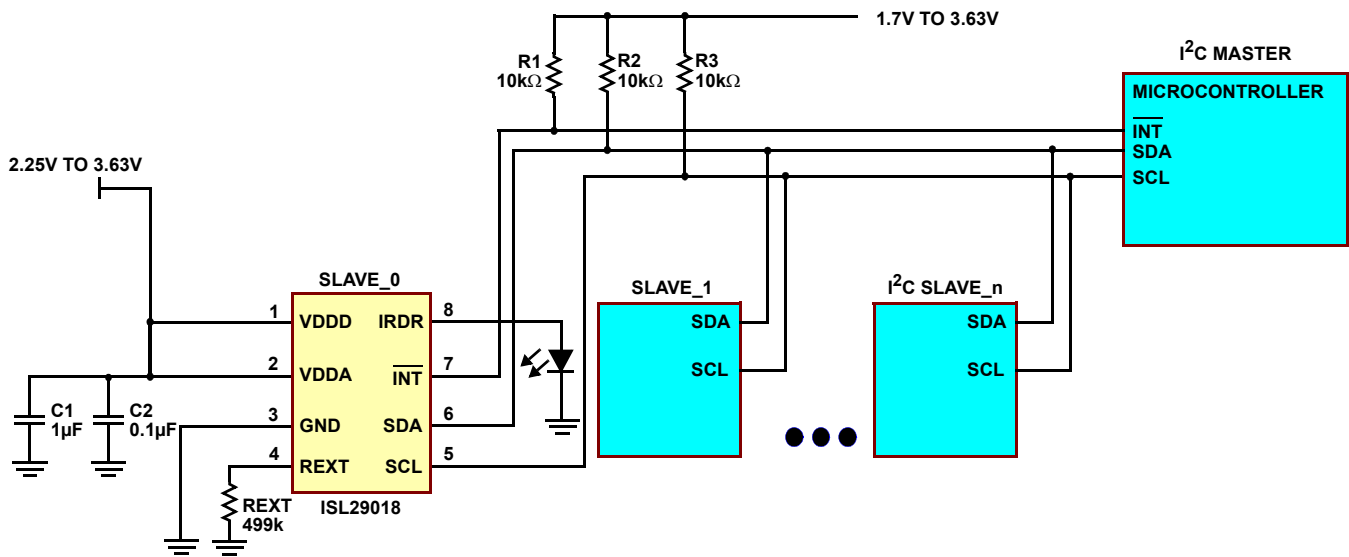 1.7V TO 3.63V
R1
10kΩ
R2
10kΩ
R3
10kΩ
I²C MASTER
MICROCONTROLLER
INT
SDA
SCL
2.25V TO 3.63V
SLAVE_0
1
VDDD
IRDR
8
2
VDDA
INT
7
3
GND
SDA
6
4
REXT
SCL
5
ISL29018
C1
1µF
C2
0.1µF
REXT
499k
SLAVE_1
SDA
SCL
I²C SLAVE_n
SDA
SCL